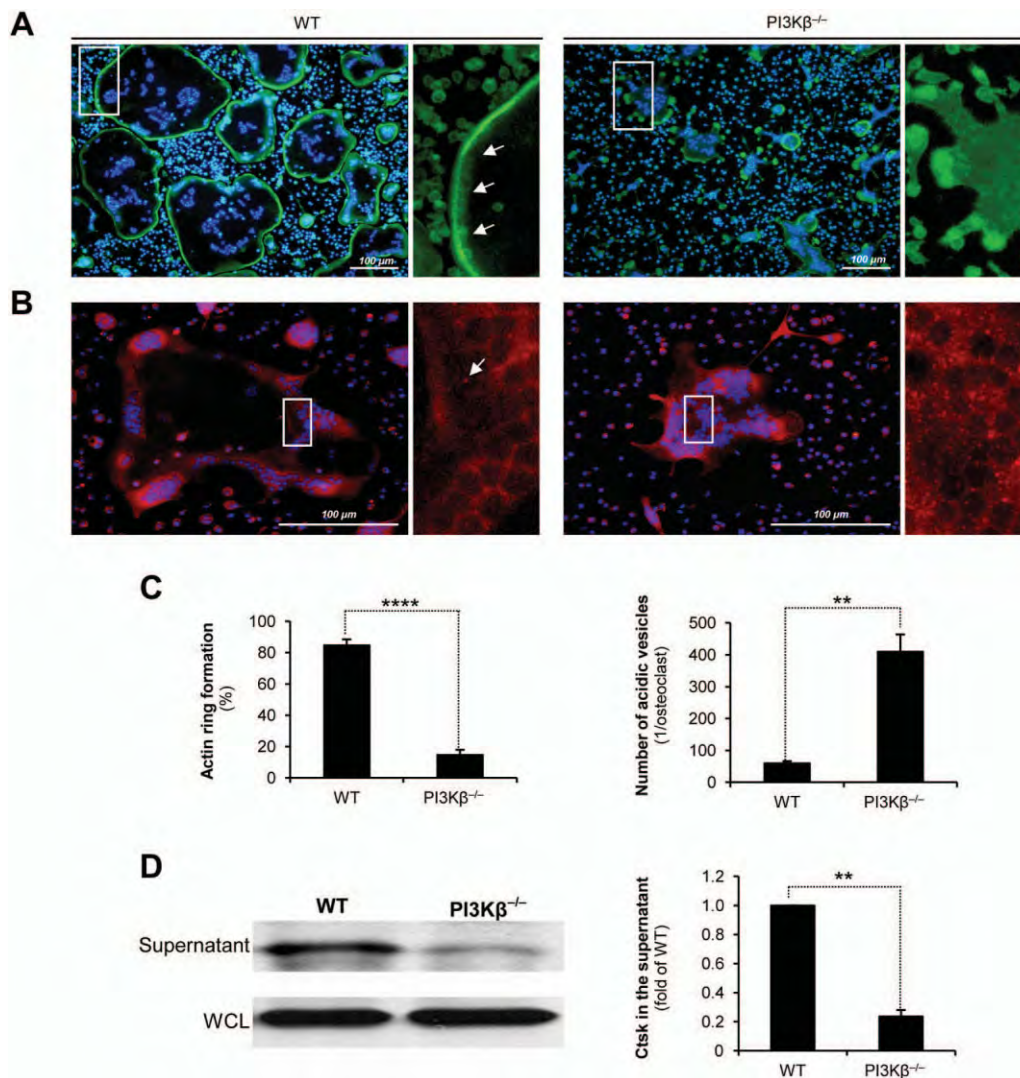 A
WT
PI3Kβ–/–
100 µm
100 µm
B
100 µm
100 µm
C
Actin ring formation
(%)
100
80
60
40
20
0
****
WT
PI3Kβ–/–
Number of acidic vesicles
(1/osteoclast)
500
400
300
200
100
0
**
WT
PI3Kβ–/–
D
WT
PI3Kβ–/–
Supernatant
WCL
Ctsk in the supernatant
(fold of WT)
1.2
1.0
0.8
0.6
0.4
0.2
0
**
WT
PI3Kβ–/–